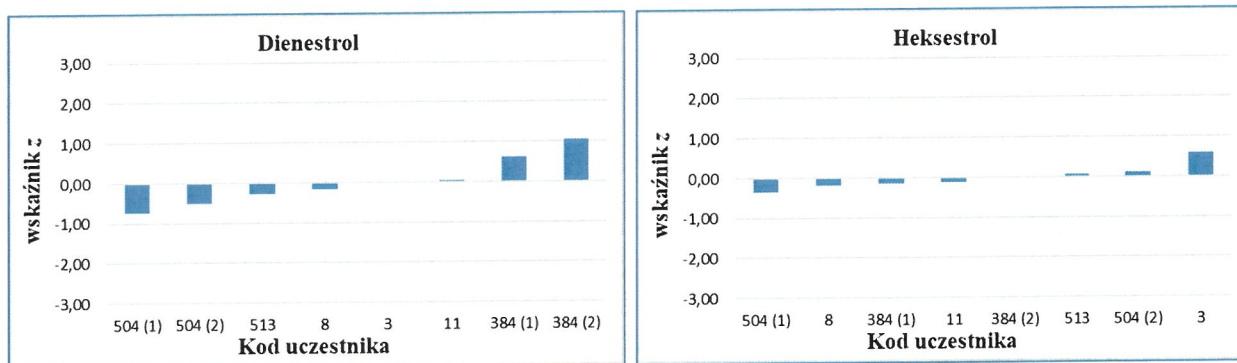 Dienestrol
3,00
2,00
1,00
0,00
-1,00
-2,00
-3,00
wskaźnik z
504 (1) 504 (2) 513 8 3 11 384 (1) 384 (2)
Kod uczestnika
Heksestrol
3,00
2,00
1,00
0,00
-1,00
-2,00
-3,00
wskaźnik z
504 (1) 8 384 (1) 11 384 (2) 513 504 (2) 3
Kod uczestnika